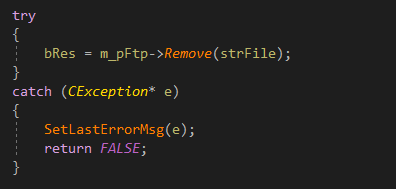 try
{
    bRes = m_pFtp->Remove(strFile);
}
catch (CException* e)
{
    SetLastErrorMsg(e);
    return FALSE;
}